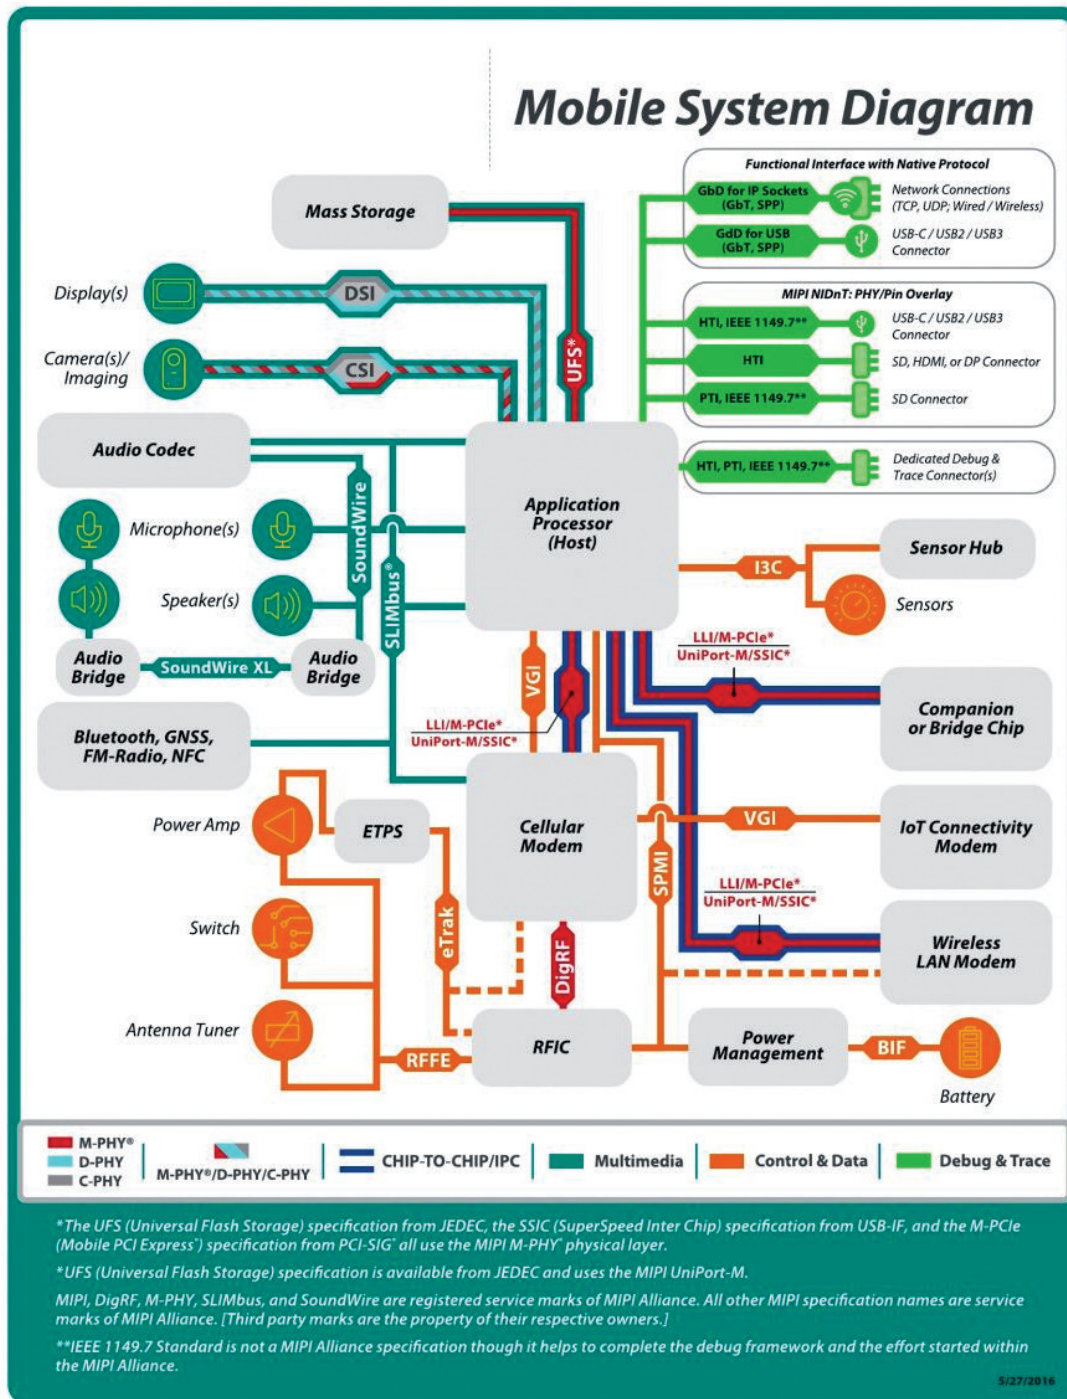 Mobile System Diagram
Functional Interface with Native Protocol
GbD for IP Sockets
(GbT, SPP)
Network Connections
(TCP, UDP; Wired / Wireless)
GdD for USB
(GbT, SPP)
USB-C / USB2 / USB3
Connector
MIPI NIDnT: PHY/Pin Overlay
HTI, IEEE 1149.7**
USB-C / USB2 / USB3
Connector
HTI
SD, HDMI, or DP Connector
PTI, IEEE 1149.7**
SD Connector
HTI, PTI, IEEE 1149.7**
Dedicated Debug &
Trace Connector(s)
Mass Storage
UFS*
Display(s)
DSI
Camera(s)/
Imaging
CSI
Audio Codec
Microphone(s)
Speaker(s)
SoundWire
SLIMbus®
Audio
Bridge
SoundWire XL
Audio
Bridge
Application
Processor
(Host)
I3C
Sensor Hub
Sensors
VGI
LLI/M-PCIe*
UniPort-M/SSIC*
LLI/M-PCIe*
UniPort-M/SSIC*
Companion
or Bridge Chip
Bluetooth, GNSS,
FM-Radio, NFC
Power Amp
ETPS
Cellular
Modem
VGI
IoT Connectivity
Modem
SPMI
LLI/M-PCIe*
UniPort-M/SSIC*
Wireless
LAN Modem
Switch
eTrak
DigRF
Antenna Tuner
RFFE
RFIC
Power
Management
BIF
Battery
M-PHY®
D-PHY
C-PHY
M-PHY®/D-PHY/C-PHY
CHIP-TO-CHIP/IPC
Multimedia
Control & Data
Debug & Trace
*The UFS (Universal Flash Storage) specification from JEDEC, the SSIC (SuperSpeed Inter Chip) specification from USB-IF, and the M-PCIe
(Mobile PCI Express®) specification from PCI-SIG® all use the MIPI M-PHY® physical layer.
*UFS (Universal Flash Storage) specification is available from JEDEC and uses the MIPI UniPort-M.
MIPI, DigRF, M-PHY, SLIMbus, and SoundWire are registered service marks of MIPI Alliance. All other MIPI specification names are service
marks of MIPI Alliance. [Third party marks are the property of their respective owners.]
**IEEE 1149.7 Standard is not a MIPI Alliance specification though it helps to complete the debug framework and the effort started within
the MIPI Alliance.
5/27/2016